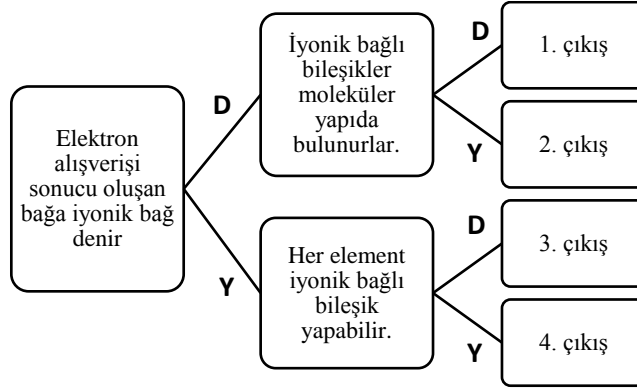 Elektron
alışverişi
sonucu oluşan
bağa iyonik bağ
denir
D
Y
İyonik bağlı
bileşikler
moleküler
yapıda
bulunurlar.
D
Y
Her element
iyonik bağlı
bileşik
yapabilir.
D
Y
1. çıkış
2. çıkış
3. çıkış
4. çıkış